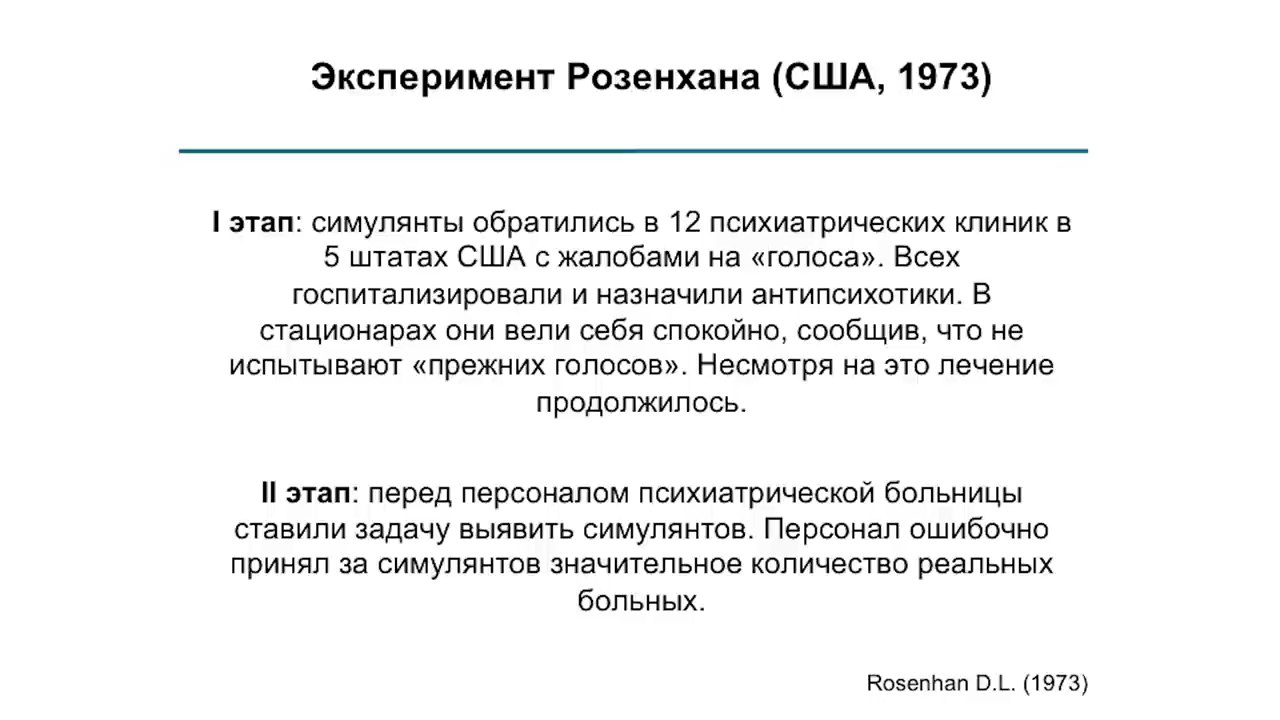 Эксперимент Розенхана (США, 1973)
I этап: симулянты обратились в 12 психиатрических клиник в
5 штатах США с жалобами на «голоса». Всех
госпитализировали и назначили антипсихотики. В
стационарах они вели себя спокойно, сообщив, что не
испытывают «прежних голосов». Несмотря на это лечение
продолжилось.
II этап: перед персоналом психиатрической больницы
ставили задачу выявить симулянтов. Персонал ошибочно
принял за симулянтов значительное количество реальных
больных.
Rosenhan D.L. (1973)